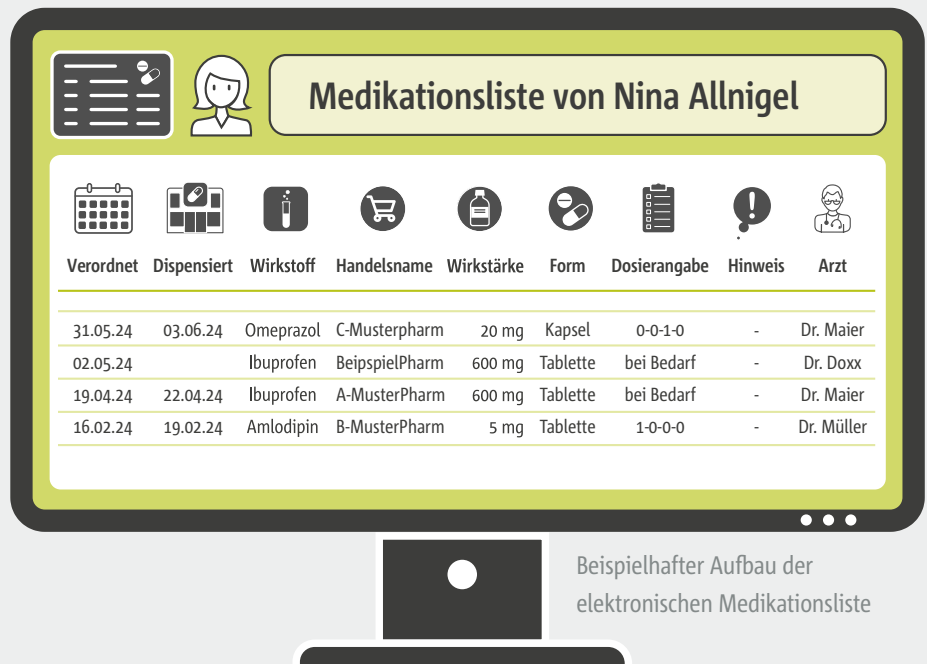 Medikationsliste von Nina Allnigel
Verordnet Dispensiert Wirkstoff Handelsname Wirkstärke Form Dosierangabe Hinweis Arzt
31.05.24 03.06.24 Omeprazol C-Musterpharm 20 mg Kapsel 0-0-1-0 - Dr. Maier
02.05.24 Ibuprofen BeipspielPharm 600 mg Tablette bei Bedarf - Dr. Doxx
19.04.24 22.04.24 Ibuprofen A-MusterPharm 600 mg Tablette bei Bedarf - Dr. Maier
16.02.24 19.02.24 Amlodipin B-MusterPharm 5 mg Tablette 1-0-0-0 - Dr. Müller
Beispielhafter Aufbau der
elektronischen Medikationsliste